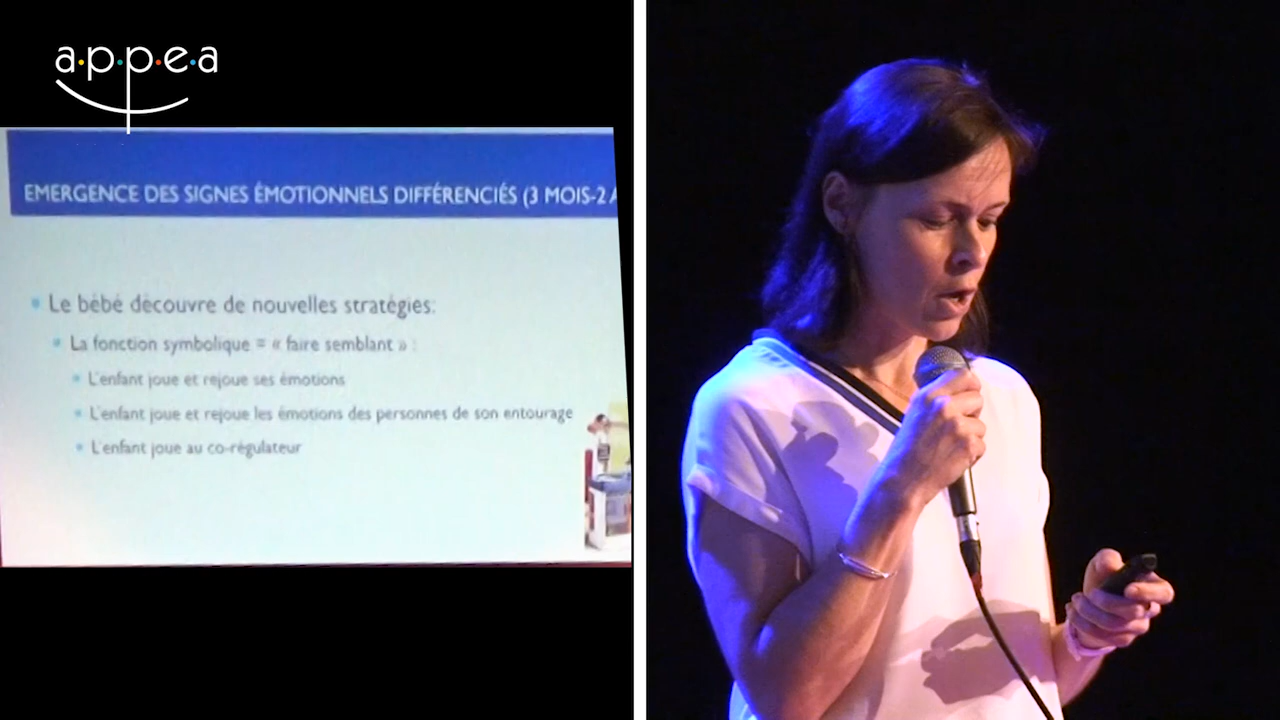 a·p·p·e·a
EMERGENCE DES SIGNES ÉMOTIONNELS DIFFÉRENCIÉS (3 MOIS-2 A
Le bébé découvre de nouvelles stratégies:
La fonction symbolique = « faire semblant » :
L'enfant joue et rejoue ses émotions
L'enfant joue et rejoue les émotions des personnes de son entourage
L'enfant joue au co-régulateur